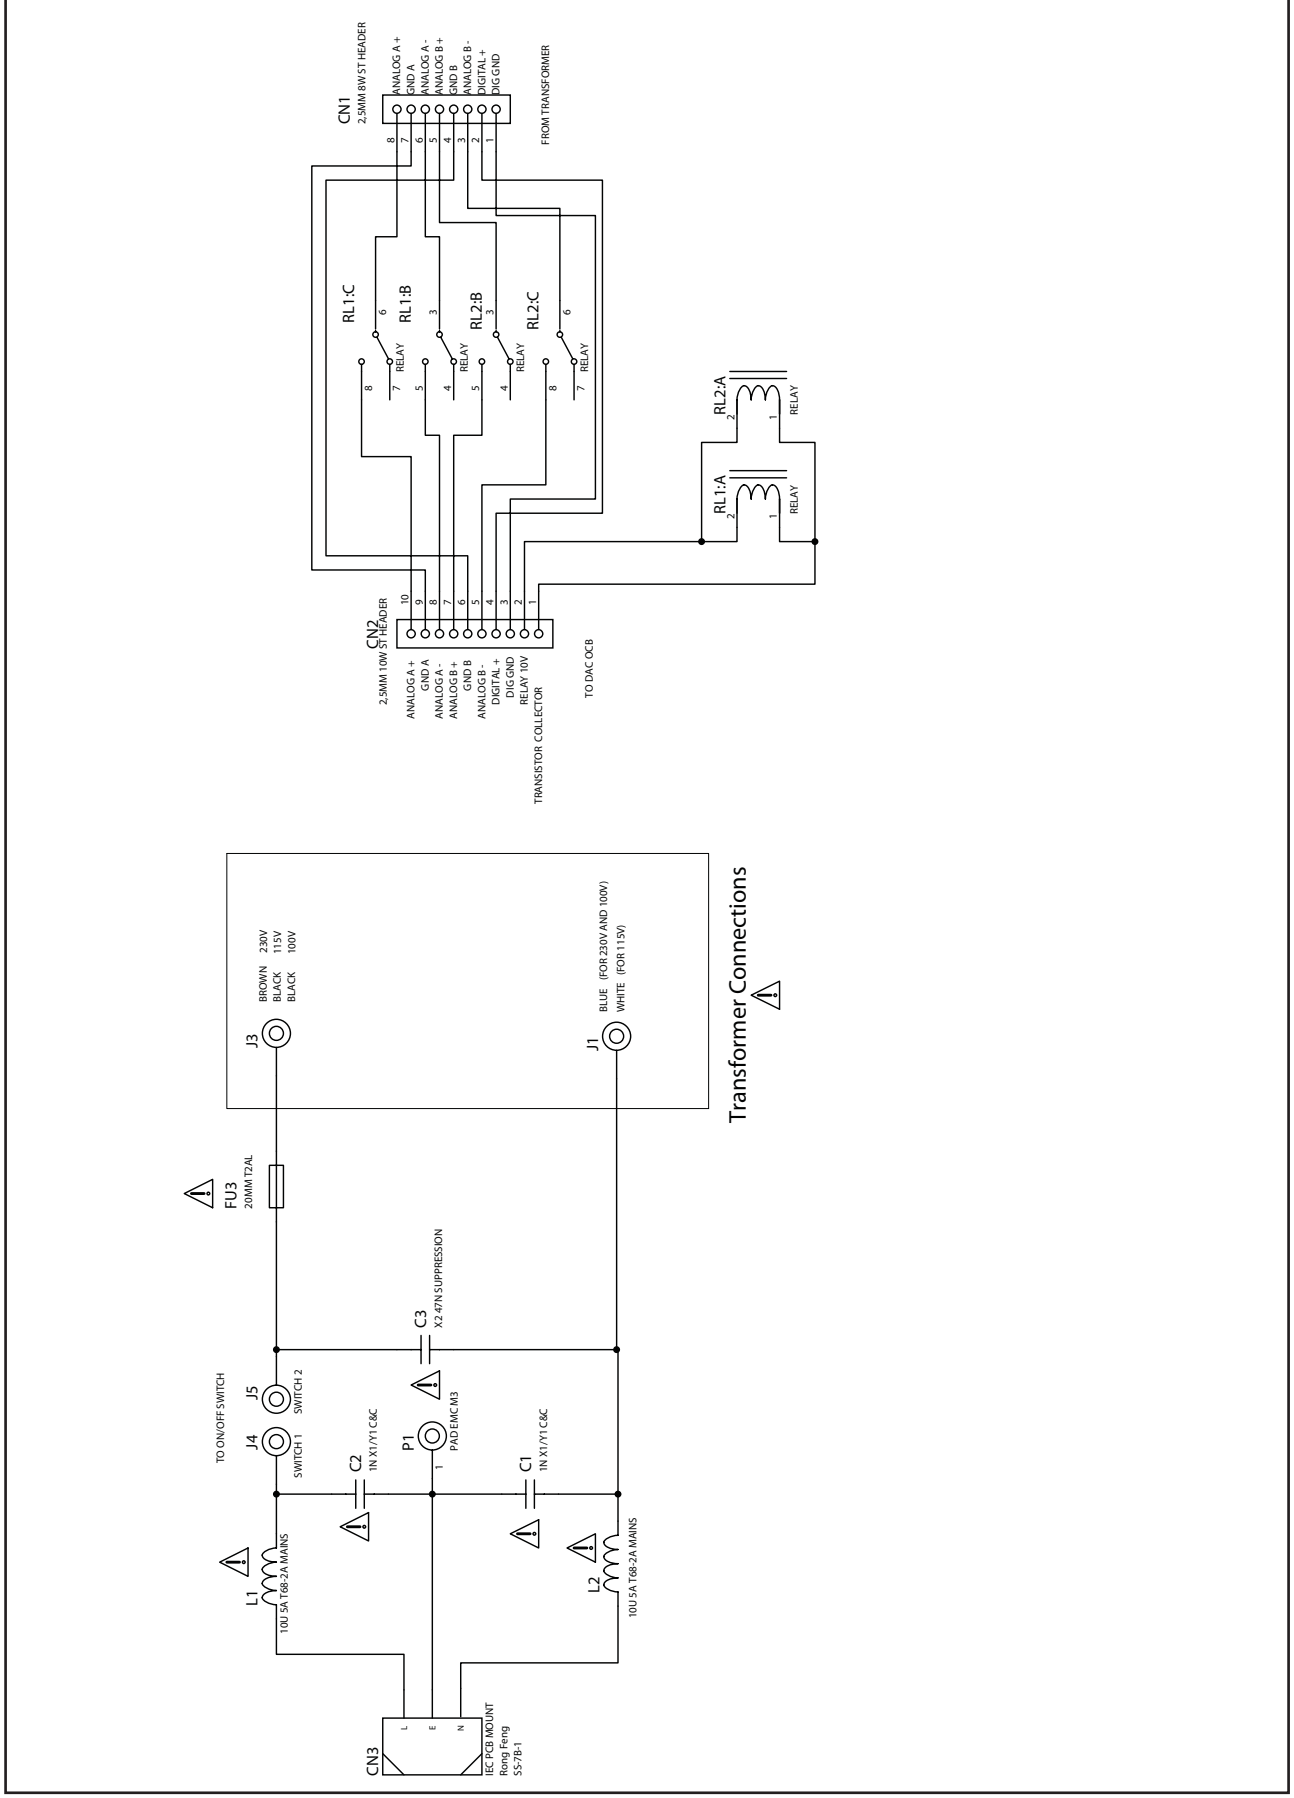 CN3
IEC PCB MOUNT
Rong Feng
SS-7B-1
L
E
N
L1
10U 5A T68-2A MAINS
L2
10U 5A T68-2A MAINS
C2
1N X1/Y1 C&C
C1
1N X1/Y1 C&C
P1
PAD EMC M3
1
TO ON/OFF SWITCH
J4
SWITCH 1
J5
SWITCH 2
C3
X2 47N SUPPRESSION
FU3
20MM T2AL
J3
BROWN 230V
BLACK 115V
BLACK 100V
J1
BLUE (FOR 230V AND 100V)
WHITE (FOR 115V)
Transformer Connections
CN2
2,5MM 10W ST HEADER
ANALOG A +
GND A
ANALOG A -
ANALOG B +
GND B
ANALOG B -
DIGITAL +
DIG GND
RELAY 10V
TRANSISTOR COLLECTOR
10
9
8
7
6
5
4
3
2
1
TO DAC OCB
RL1:C
8
7
6
RELAY
RL1:B
5
4
3
RELAY
RL2:B
5
4
3
RELAY
RL2:C
8
7
6
RELAY
RL1:A
2
1
RELAY
RL2:A
2
1
RELAY
CN1
2,5MM 8W ST HEADER
8
7
6
5
4
3
2
1
ANALOG A +
GND A
ANALOG A -
ANALOG B +
GND B
ANALOG B -
DIGITAL +
DIG GND
FROM TRANSFORMER